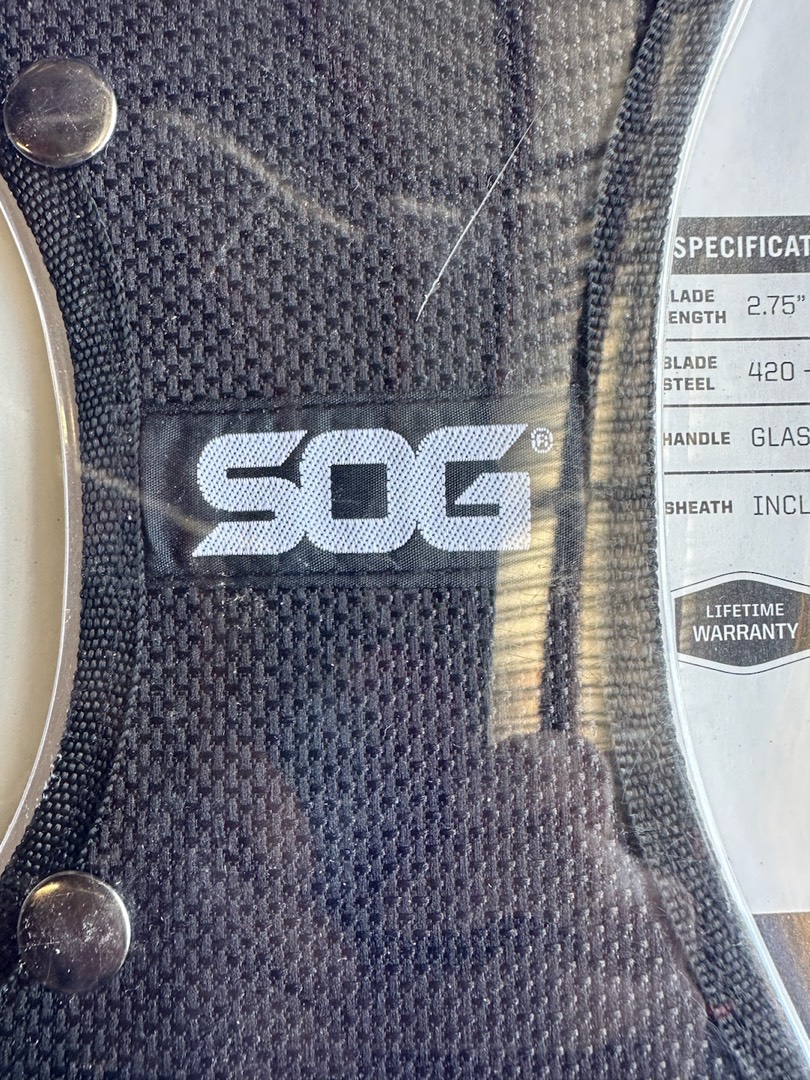 SOG®
SPECIFICAT
LADE
ENGTH 2.75”
BLADE
STEEL 420 -
HANDLE GLAS
SHEATH INCL
LIFETIME
WARRANTY